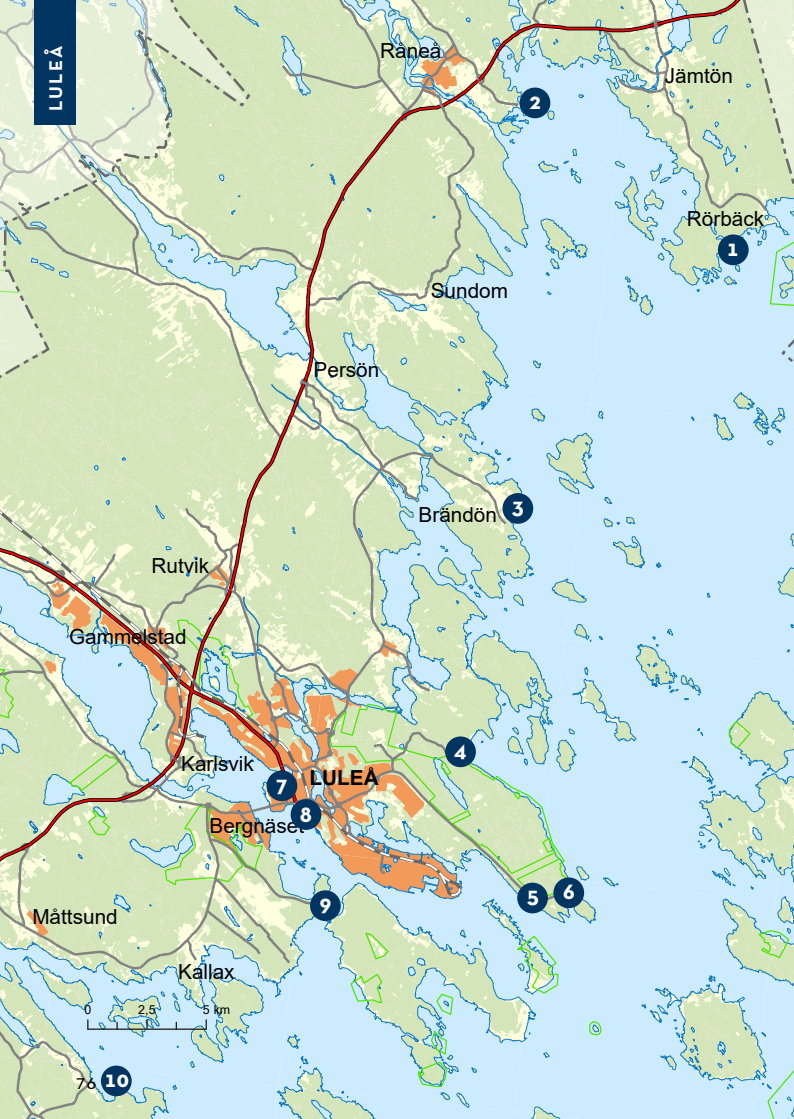 LULEÅ
Råneå
Jämtön
2
Rörbäck
1
Sundom
Persön
3
Brändön
Rutvik
Gammelstad
4
Karlsvik
LULEÅ
7
8
Bergnäset
5
6
9
Måttsund
Kallax
0 2,5 5 km
76
10